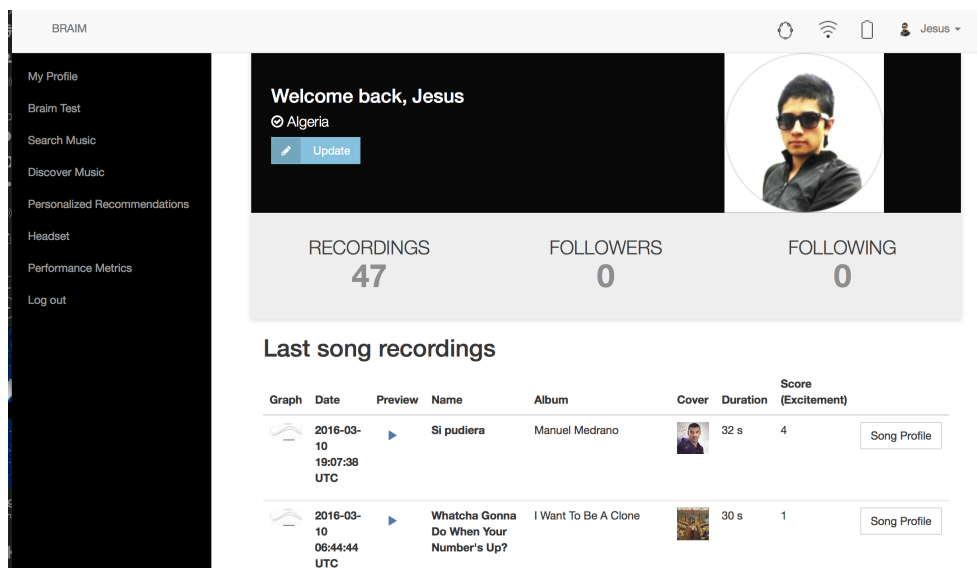 BRAIM
Jesus
My Profile
Braim Test
Search Music
Discover Music
Personalized Recommendations
Headset
Performance Metrics
Log out
Welcome back, Jesus
Algeria
Update
RECORDINGS FOLLOWERS FOLLOWING
47 0 0
Last song recordings
Graph Date Preview Name Album Cover Duration Score (Excitement)
2016-03-10 19:07:38 UTC Si pudiera Manuel Medrano 32 s 4 Song Profile
2016-03-10 06:44:44 UTC Whatcha Gonna Do When Your Number's Up? I Want To Be A Clone 30 s 1 Song Profile